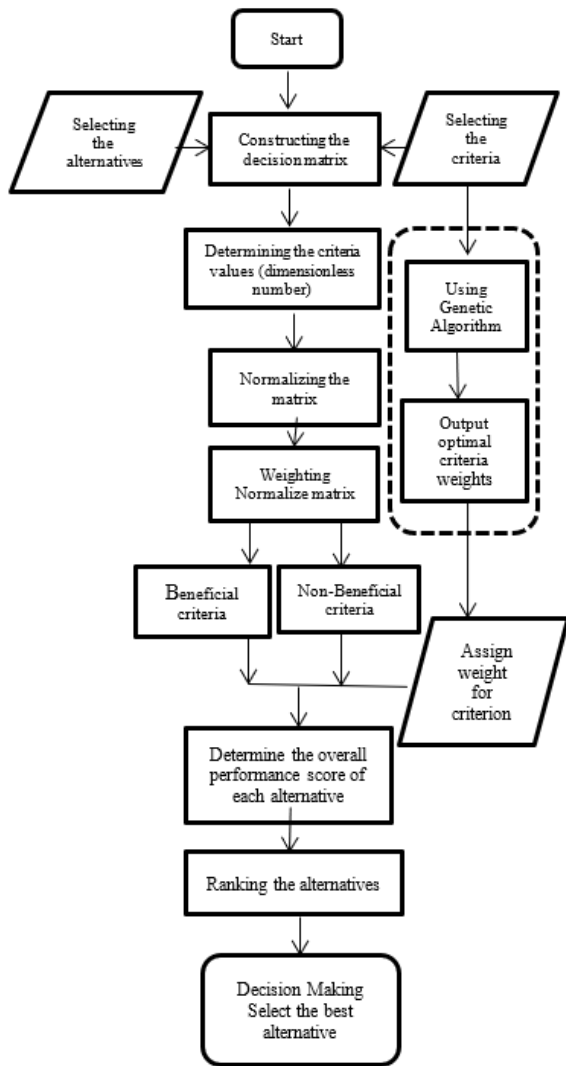 Start
Selecting
the
alternatives
Constructing the
decision matrix
Selecting
the
criteria
Determining the criteria
values (dimensionless
number)
Using
Genetic
Algorithm
Normalizing the
matrix
Output
optimal
criteria
weights
Weighting
Normalize matrix
Beneficial
criteria
Non-Beneficial
criteria
Assign
weight
for
criterion
Determine the overall
performance score of
each alternative
Ranking the alternatives
Decision Making
Select the best
alternative